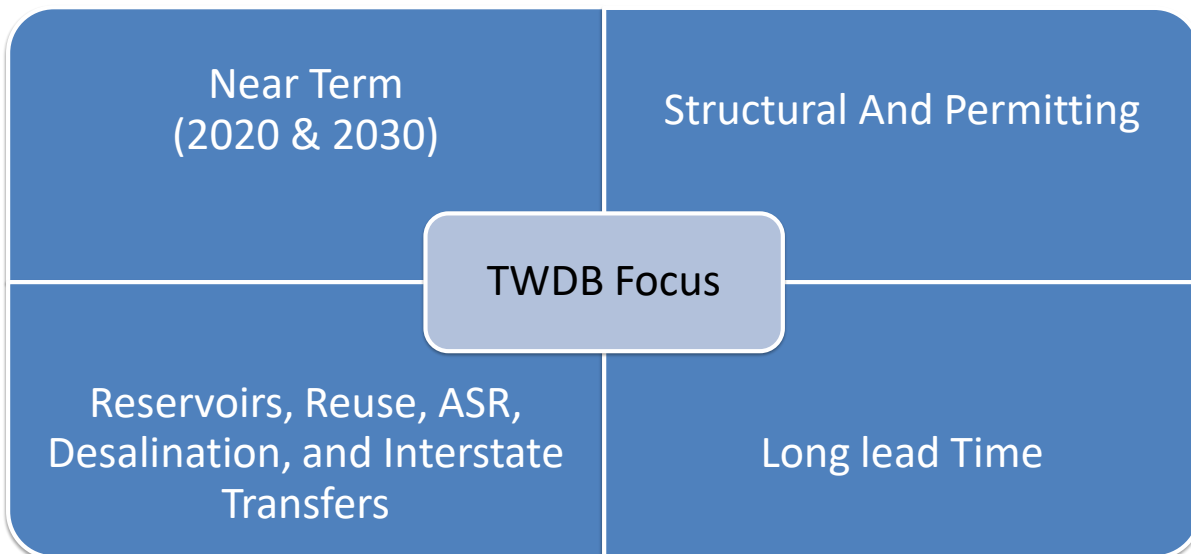 Near Term
(2020 & 2030)
Structural And Permitting
TWDB Focus
Reservoirs, Reuse, ASR,
Desalination, and Interstate
Transfers
Long lead Time